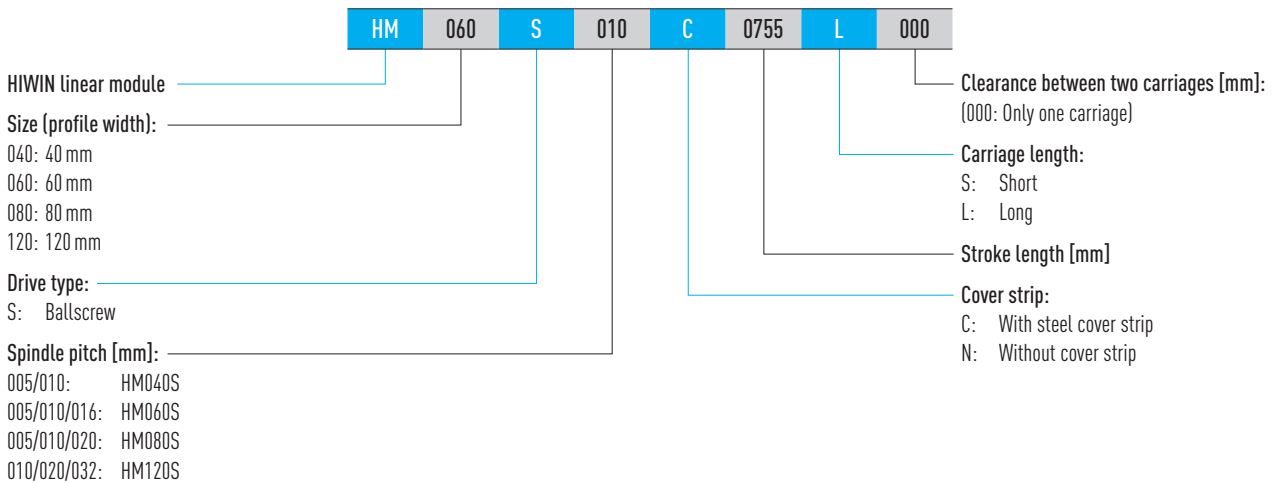 HM 060 S 010 C 0755 L 000
HIWIN linear module
Size (profile width):
040: 40 mm
060: 60 mm
080: 80 mm
120: 120 mm
Drive type:
S: Ballscrew
Spindle pitch [mm]:
005/010: HM040S
005/010/016: HM060S
005/010/020: HM080S
010/020/032: HM120S
Clearance between two carriages [mm]:
(000: Only one carriage)
Carriage length:
S: Short
L: Long
Stroke length [mm]
Cover strip:
C: With steel cover strip
N: Without cover strip